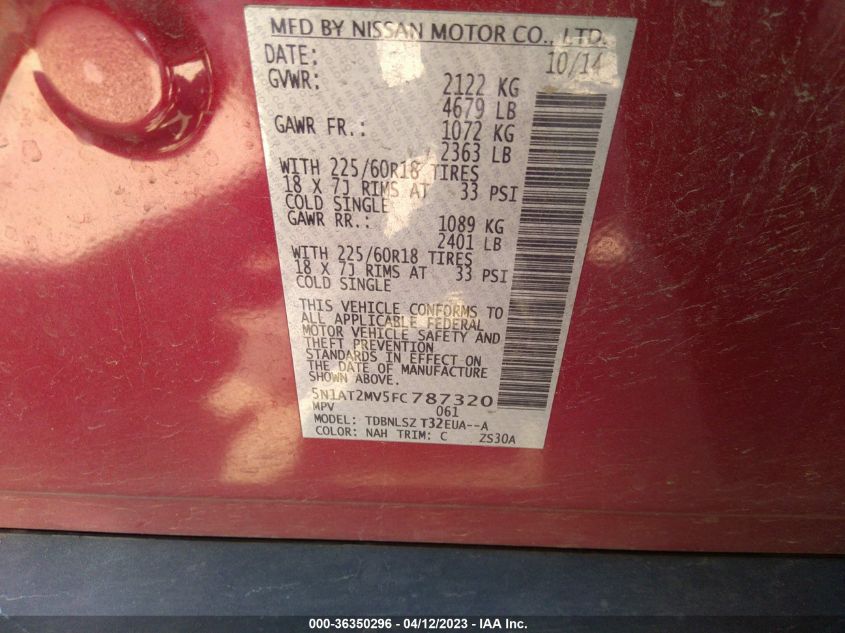 MFD BY NISSAN MOTOR CO., LTD.
DATE: 10/14
GVWR: 2122 KG
4679 LB
GAWR FR.: 1072 KG
2363 LB
WITH 225/60R18 TIRES
18 X 7J RIMS AT 33 PSI
COLD SINGLE
GAWR RR.: 1089 KG
2401 LB
WITH 225/60R18 TIRES
18 X 7J RIMS AT 33 PSI
COLD SINGLE
THIS VEHICLE CONFORMS TO
ALL APPLICABLE FEDERAL
MOTOR VEHICLE SAFETY AND
THEFT PREVENTION
STANDARDS IN EFFECT ON
THE DATE OF MANUFACTURE
SHOWN ABOVE.
5N1AT2MV5FC787320
MPV 061
MODEL: TDBNLSZ T32EUA--A
COLOR: NAH TRIM: C ZS30A
000-36350296 - 04/12/2023 - IAA Inc.